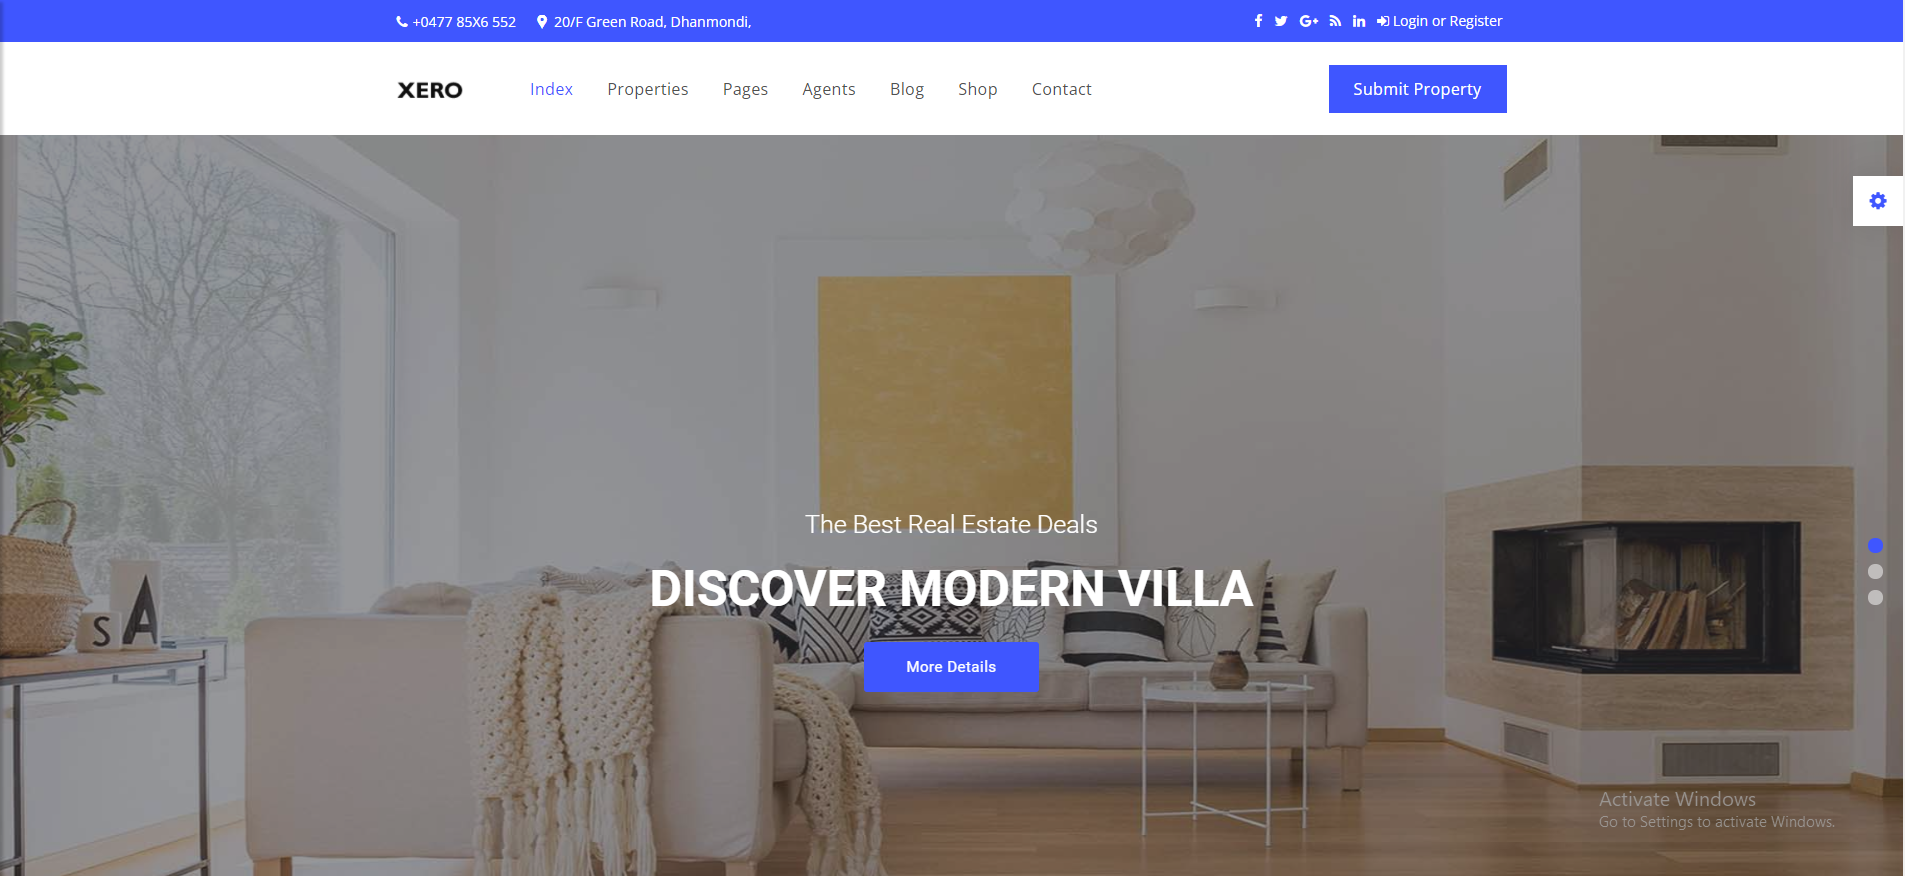 +0477 85X6 552 20/F Green Road, Dhanmondi, Login or Register
XERO Index Properties Pages Agents Blog Shop Contact Submit Property
The Best Real Estate Deals
DISCOVER MODERN VILLA
S A
More Details
Activate Windows
Go to Settings to activate Windows.